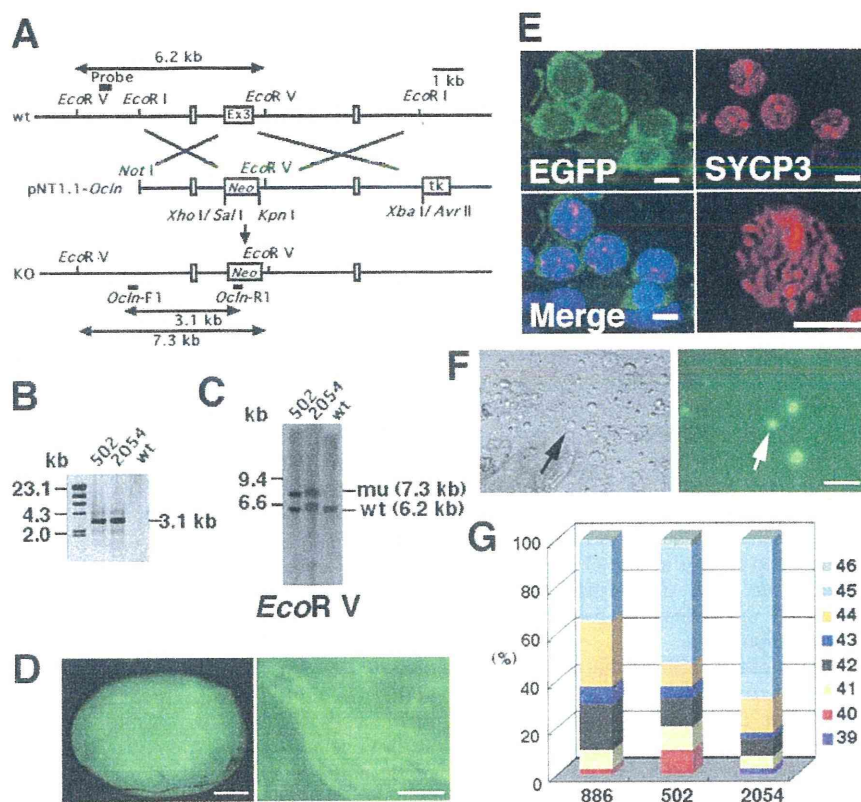 A
6.2 kb
Probe
1 kb
EcoR V
EcoR I
EcoR V
EcoR I
wt
Ex3
Not I
EcoR V
pNT1.1-Ocln
Neo
tk
Xho I/ Sal I
Kpn I
Xba I/ Avr II
EcoR V
EcoR V
KO
Neo
Ocln-F1
Ocln-R1
3.1 kb
7.3 kb
B
kb
502
2054
wt
23.1
4.3
2.0
3.1 kb
C
kb
502
2054
wt
9.4
6.6
mu (7.3 kb)
wt (6.2 kb)
EcoR V
D
E
EGFP
SYCP3
Merge
F
G
100
80
60
(%)
40
20
0
886
502
2054
46
45
44
43
42
41
40
39